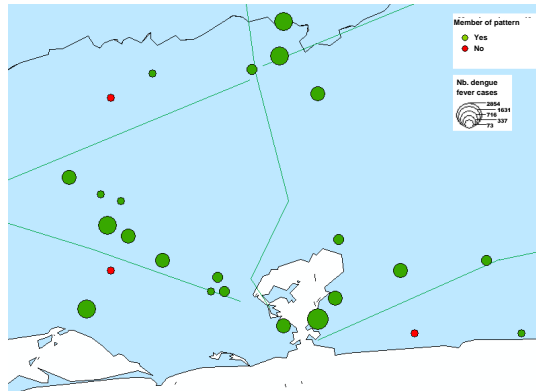 Member of pattern
Yes
No
Nb. dengue
fever cases
2854
1631
716
337
73